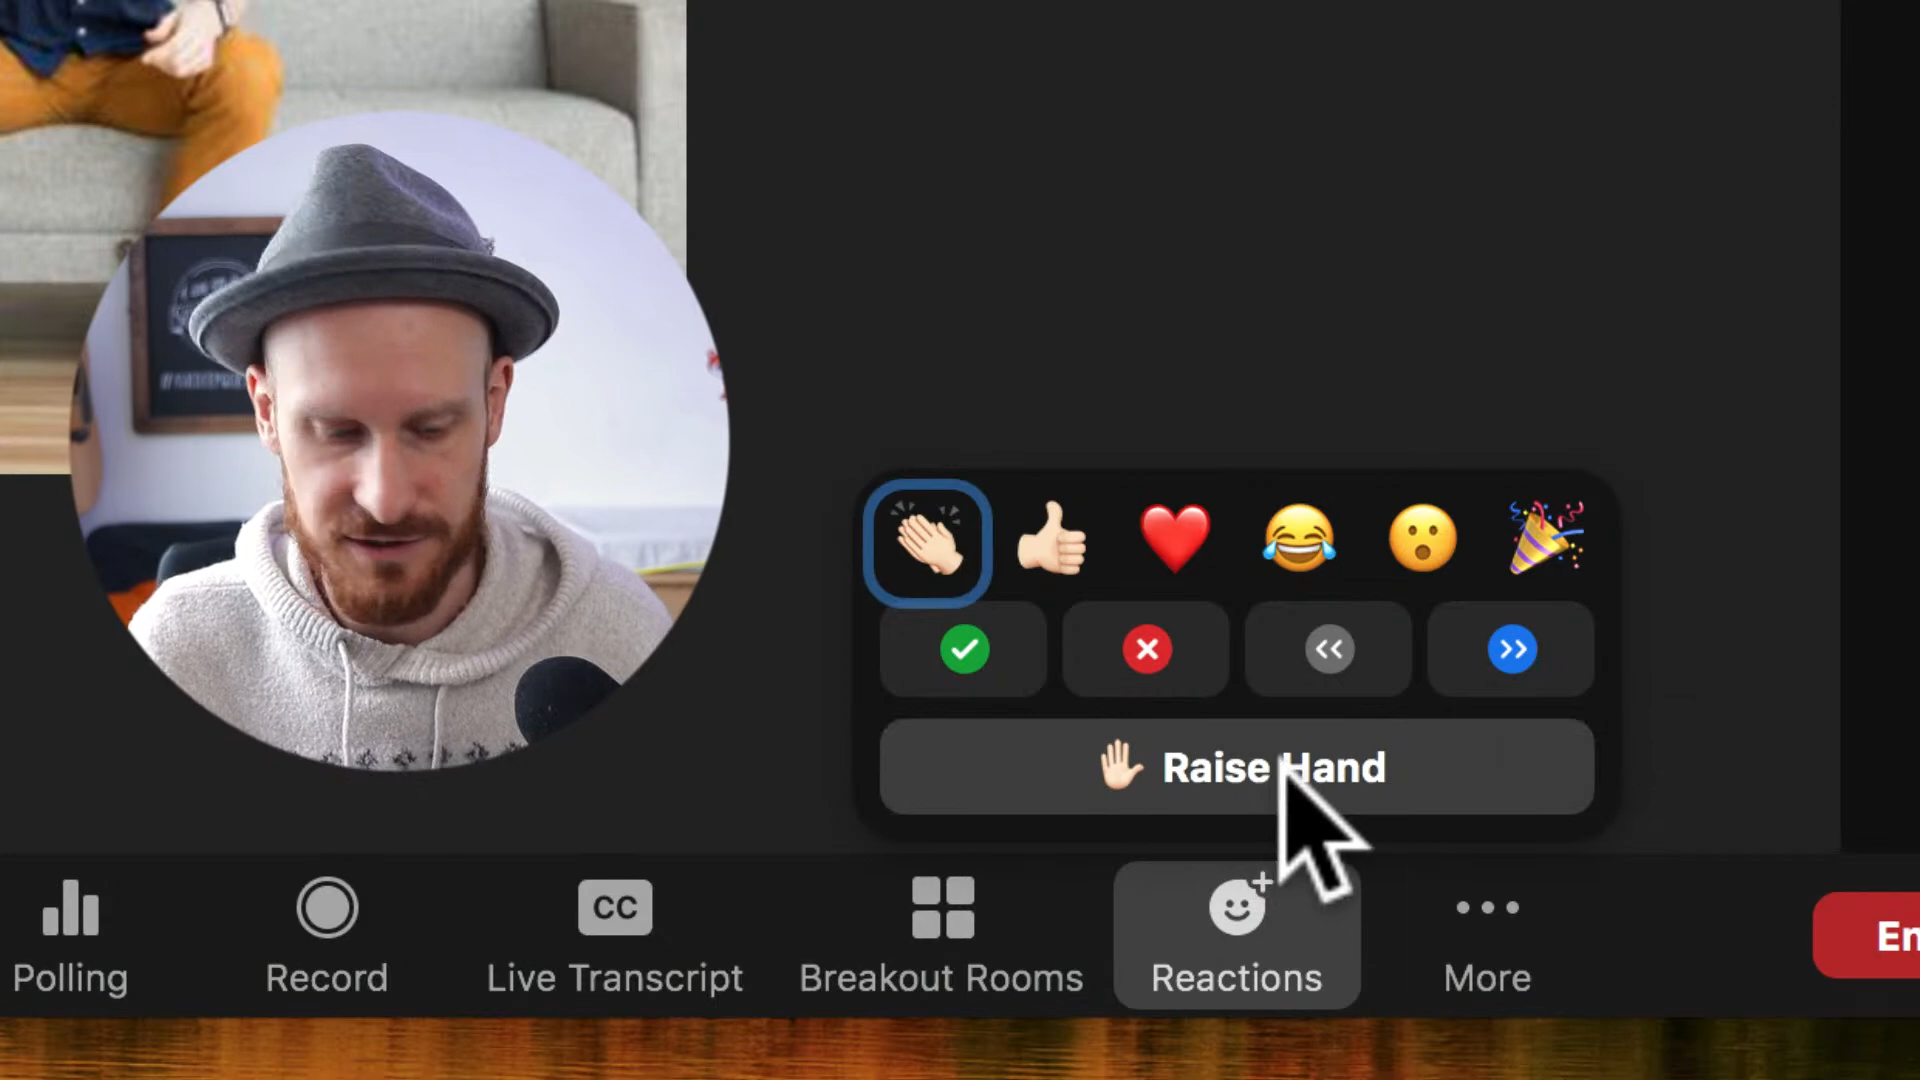 Raise Hand
CC
Polling
Record
Live Transcript
Breakout Rooms
Reactions
More
En